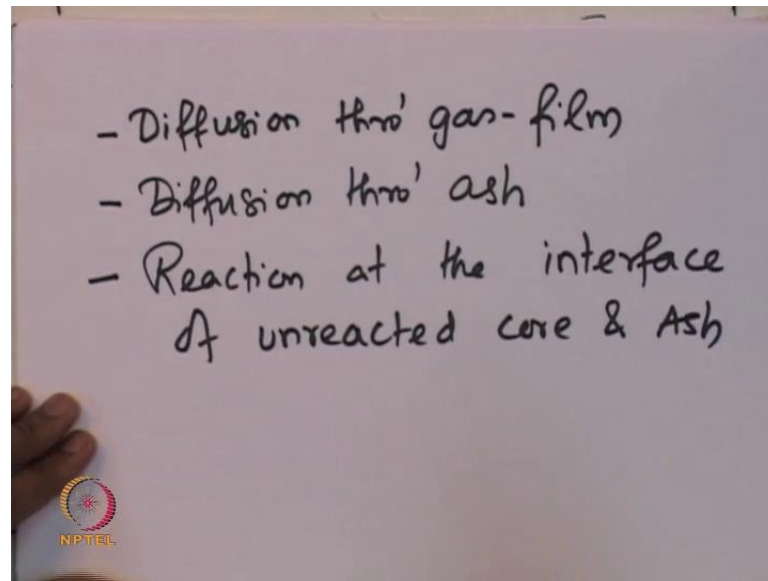 - Diffusion thro' gas-film
- Diffusion thro' ash
- Reaction at the interface
of unreacted core & Ash
NPTEL